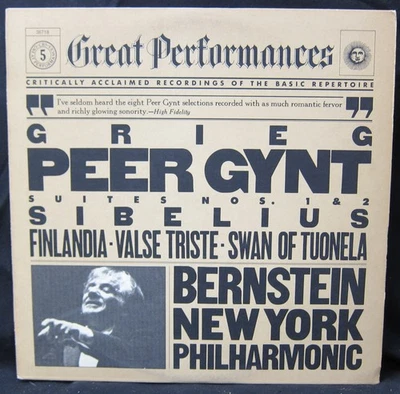 36718
5
Great Performances
CRITICALLY ACCLAIMED RECORDINGS OF THE BASIC REPERTOIRE
"I've seldom heard the eight Peer Gynt selections recorded with as much romantic fervor
and richly glowing sonority.—High Fidelity"
GRIEG
PEER GYNT
SUITES NOS. 1 & 2
SIBELIUS
FINLANDIA · VALSE TRISTE · SWAN OF TUONELA
BERNSTEIN
NEW YORK
PHILHARMONIC